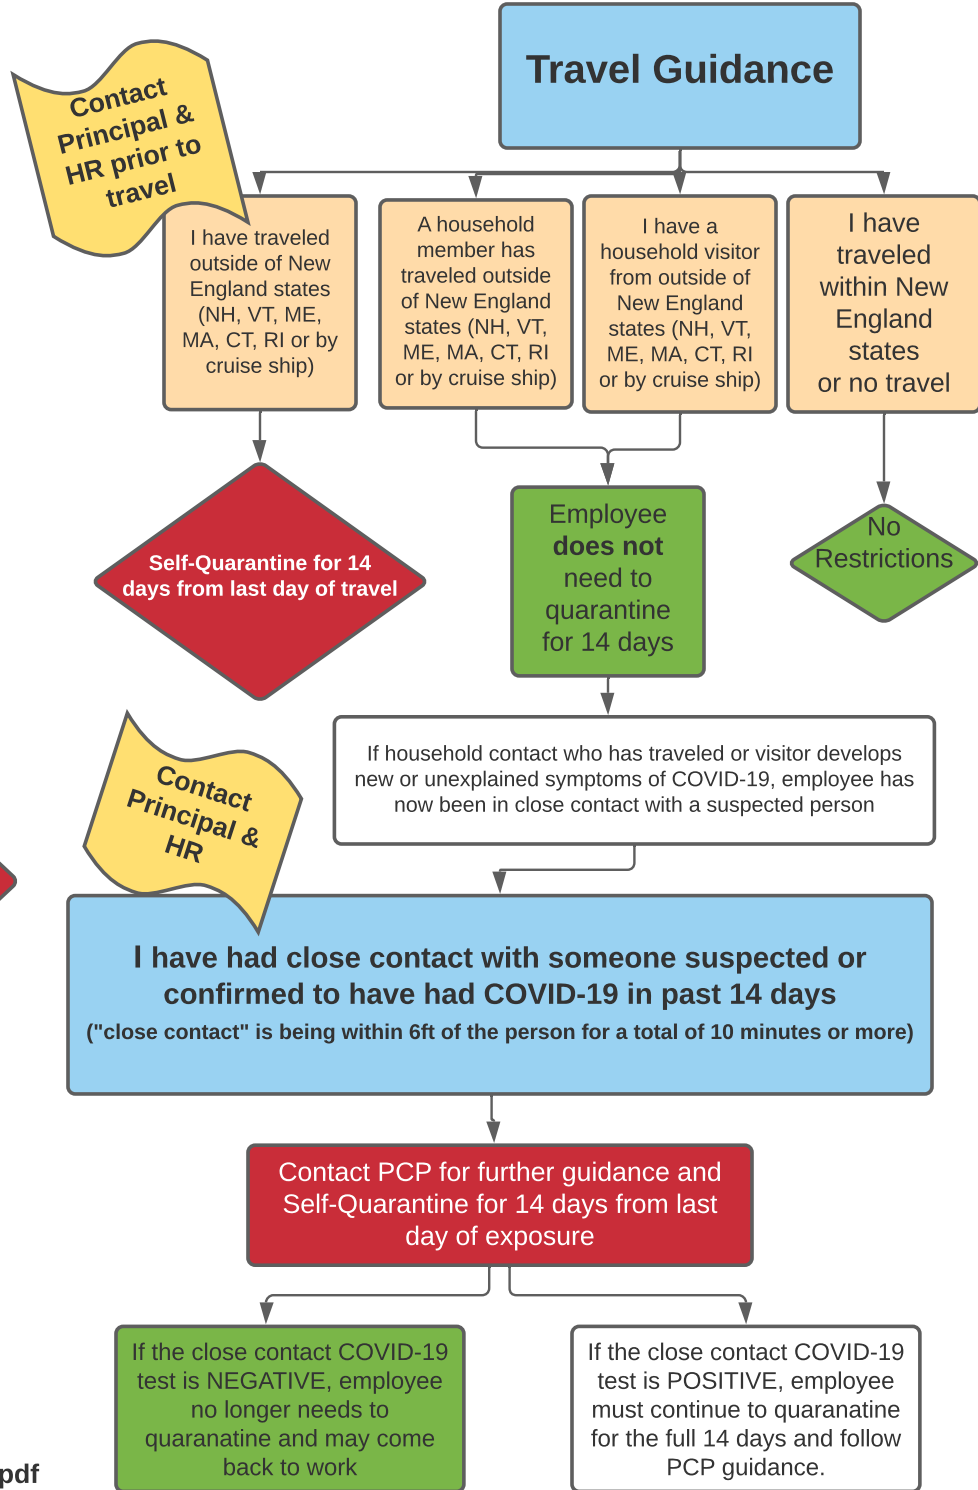 Travel Guidance
Contact
Principal &
HR prior to
travel
I have traveled
outside of New
England states
(NH, VT, ME,
MA, CT, RI or by
cruise ship)
A household
member has
traveled outside
of New England
states (NH, VT,
ME, MA, CT, RI
or by cruise ship)
I have a
household visitor
from outside of
New England
states (NH, VT,
ME, MA, CT, RI
or by cruise ship)
I have
traveled
within New
England
states
or no travel
Self-Quarantine for 14
days from last day of travel
Employee
does not
need to
quarantine
for 14 days
No
Restrictions
If household contact who has traveled or visitor develops
new or unexplained symptoms of COVID-19, employee has
now been in close contact with a suspected person
Contact
Principal &
HR
I have had close contact with someone suspected or
confirmed to have had COVID-19 in past 14 days
("close contact" is being within 6ft of the person for a total of 10 minutes or more)
Contact PCP for further guidance and
Self-Quarantine for 14 days from last
day of exposure
If the close contact COVID-19
test is NEGATIVE, employee
no longer needs to
quaranatine and may come
back to work
If the close contact COVID-19
test is POSITIVE, employee
must continue to quaranatine
for the full 14 days and follow
PCP guidance.
pdf